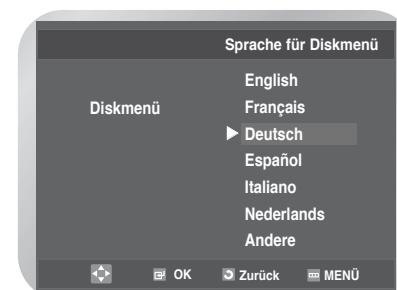 Sprache für Diskmenü
Diskmenü
English
Français
Deutsch
Español
Italiano
Nederlands
Andere
OK Zurück MENÜ